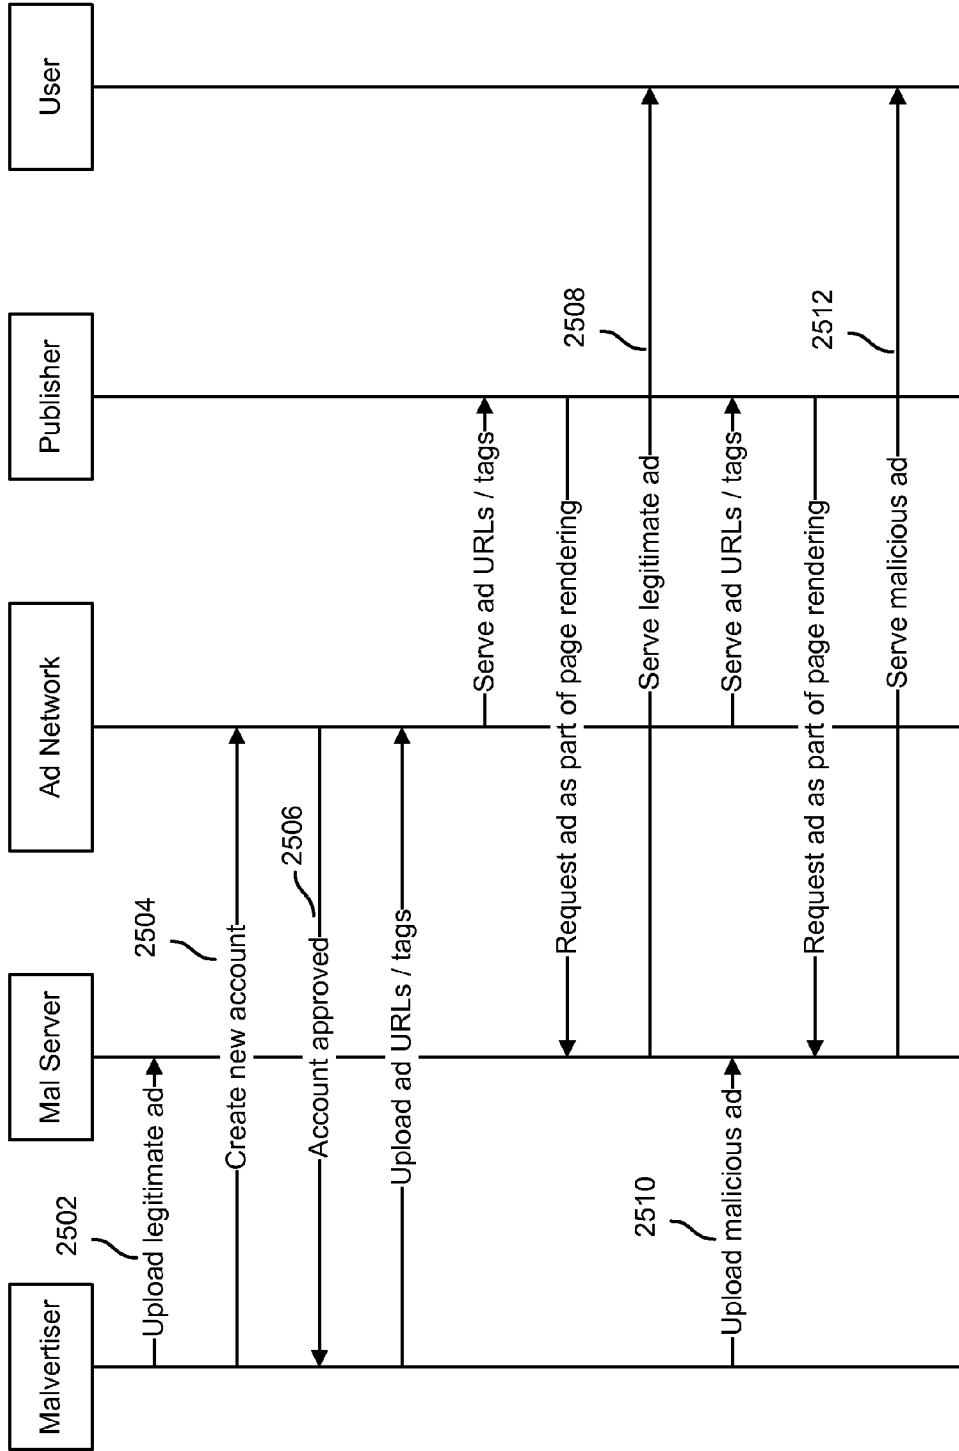 Malvertiser
Mal Server
Ad Network
Publisher
User
2502
Upload legitimate ad
2504
Create new account
2506
Account approved
Upload ad URLs / tags
Serve ad URLs / tags
Request ad as part of page rendering
2508
Serve legitimate ad
2510
Upload malicious ad
Serve ad URLs / tags
Request ad as part of page rendering
2512
Serve malicious ad